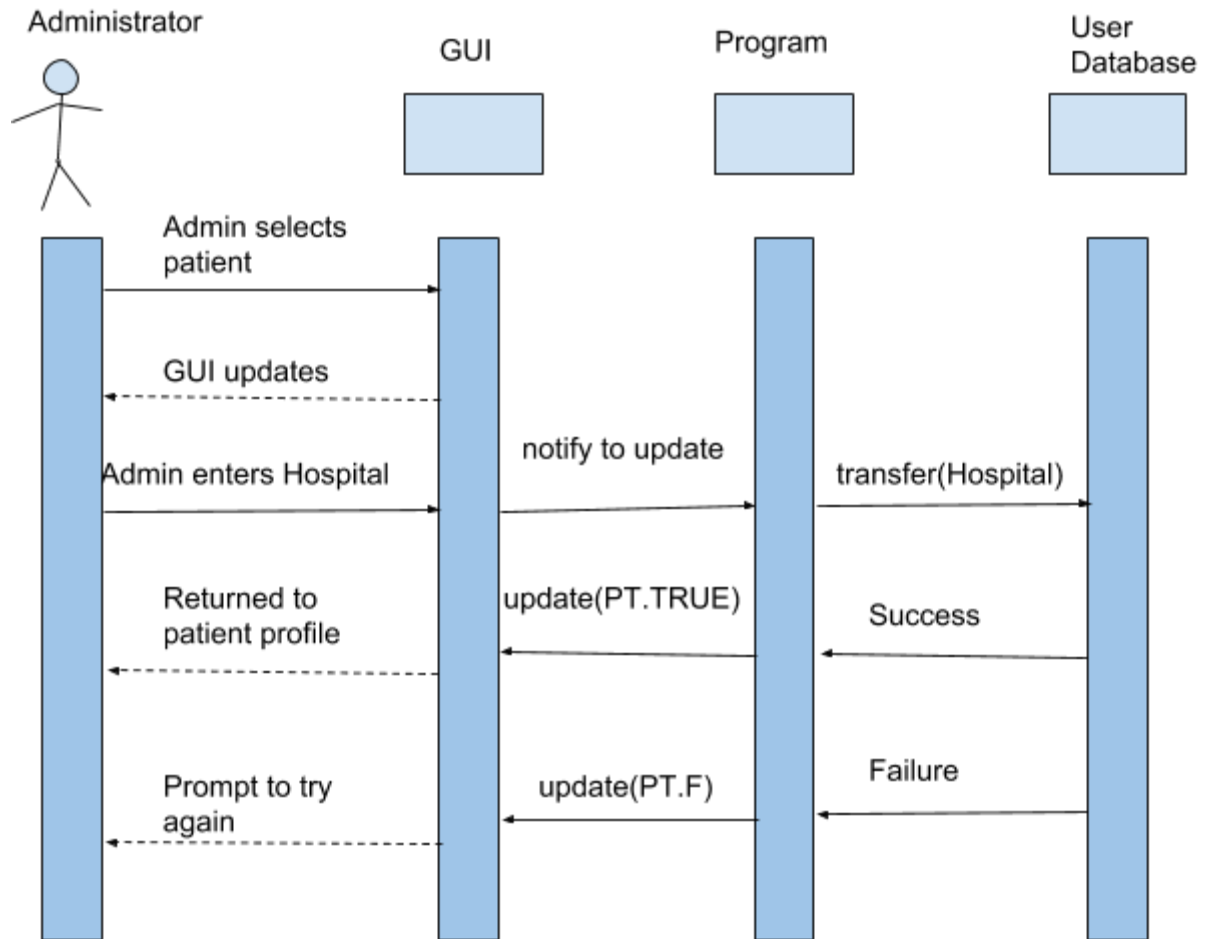 Administrator
GUI
Program
User
Database
Admin selects
patient
GUI updates
Admin enters Hospital
notify to update
transfer(Hospital)
Returned to
patient profile
update(PT.TRUE)
Success
Prompt to try
again
update(PT.F)
Failure